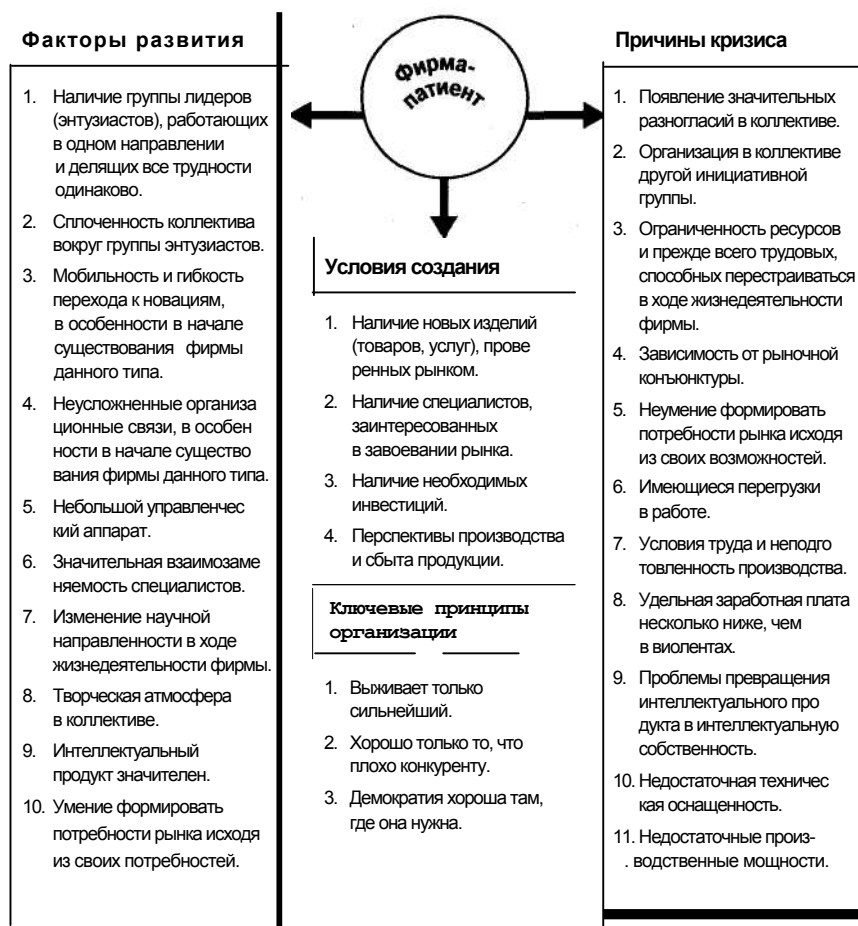 Факторы развития
1. Наличие группы лидеров
(энтузиастов), работающих
в одном направлении
и делящих все трудности
одинаково.
2. Сплоченность коллектива
вокруг группы энтузиастов.
3. Мобильность и гибкость
перехода к новациям,
в особенности в начале
существования фирмы
данного типа.
4. Неусложненные организа
ционные связи, в особен
ности в начале существо
вания фирмы данного типа.
5. Небольшой управленчес
кий аппарат.
6. Значительная взаимозаме
няемость специалистов.
7. Изменение научной
направленности в ходе
жизнедеятельности фирмы.
8. Творческая атмосфера
в коллективе.
9. Интеллектуальный
продукт значителен.
10. Умение формировать
потребности рынка исходя
из своих потребностей.
Фирма-
патиент
Условия создания
1. Наличие новых изделий
(товаров, услуг), прове
ренных рынком.
2. Наличие специалистов,
заинтересованных
в завоевании рынка.
3. Наличие необходимых
инвестиций.
4. Перспективы производства
и сбыта продукции.
Ключевые принципы
организации
1. Выживает только
сильнейший.
2. Хорошо только то, что
плохо конкуренту.
3. Демократия хороша там,
где она нужна.
Причины кризиса
1. Появление значительных
разногласий в коллективе.
2. Организация в коллективе
другой инициативной
группы.
3. Ограниченность ресурсов
и прежде всего трудовых,
способных перестраиваться
в ходе жизнедеятельности
фирмы.
4. Зависимость от рыночной
конъюнктуры.
5. Неумение формировать
потребности рынка исходя
из своих возможностей.
6. Имеющиеся перегрузки
в работе.
7. Условия труда и неподго
товленность производства.
8. Удельная заработная плата
несколько ниже, чем
в виолентах.
9. Проблемы превращения
интеллектуального про
дукта в интеллектуальную
собственность.
10. Недостаточная техничес
кая оснащенность.
11. Недостаточные произ-
. водственные мощности.